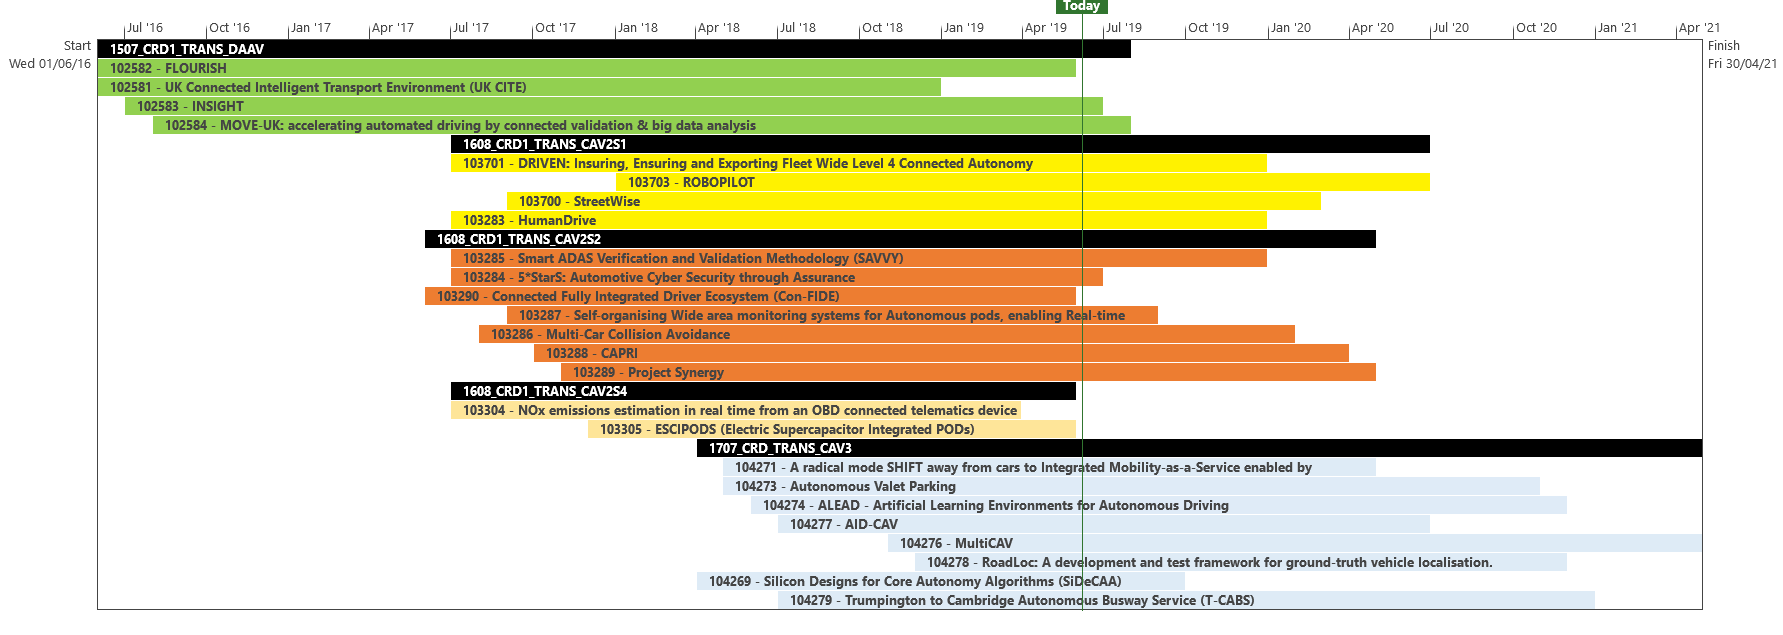 Today
Jul '16 Oct '16 Jan '17 Apr '17 Jul '17 Oct '17 Jan '18 Apr '18 Jul '18 Oct '18 Jan '19 Apr '19 Jul '19 Oct '19 Jan '20 Apr '20 Jul '20 Oct '20 Jan '21 Apr '21
Start
Wed 01/06/16
Finish
Fri 30/04/21
1507_CRD1_TRANS_DAAV
102582 - FLOURISH
102581 - UK Connected Intelligent Transport Environment (UK CITE)
102583 - INSIGHT
102584 - MOVE-UK: accelerating automated driving by connected validation & big data analysis
1608_CRD1_TRANS_CAV2S1
103701 - DRIVEN: Insuring, Ensuring and Exporting Fleet Wide Level 4 Connected Autonomy
103703 - ROBOPILOT
103700 - StreetWise
103283 - HumanDrive
1608_CRD1_TRANS_CAV2S2
103285 - Smart ADAS Verification and Validation Methodology (SAVVY)
103284 - 5*StarS: Automotive Cyber Security through Assurance
103290 - Connected Fully Integrated Driver Ecosystem (Con-FIDE)
103287 - Self-organising Wide area monitoring systems for Autonomous pods, enabling Real-time
103286 - Multi-Car Collision Avoidance
103288 - CAPRI
103289 - Project Synergy
1608_CRD1_TRANS_CAV2S4
103304 - NOx emissions estimation in real time from an OBD connected telematics device
103305 - ESCIPODS (Electric Supercapacitor Integrated PODs)
1707_CRD_TRANS_CAV3
104271 - A radical mode SHIFT away from cars to Integrated Mobility-as-a-Service enabled by
104273 - Autonomous Valet Parking
104274 - ALEAD - Artificial Learning Environments for Autonomous Driving
104277 - AID-CAV
104276 - MultiCAV
104278 - RoadLoc: A development and test framework for ground-truth vehicle localisation.
104269 - Silicon Designs for Core Autonomy Algorithms (SiDeCAA)
104279 - Trumpington to Cambridge Autonomous Busway Service (T-CABS)